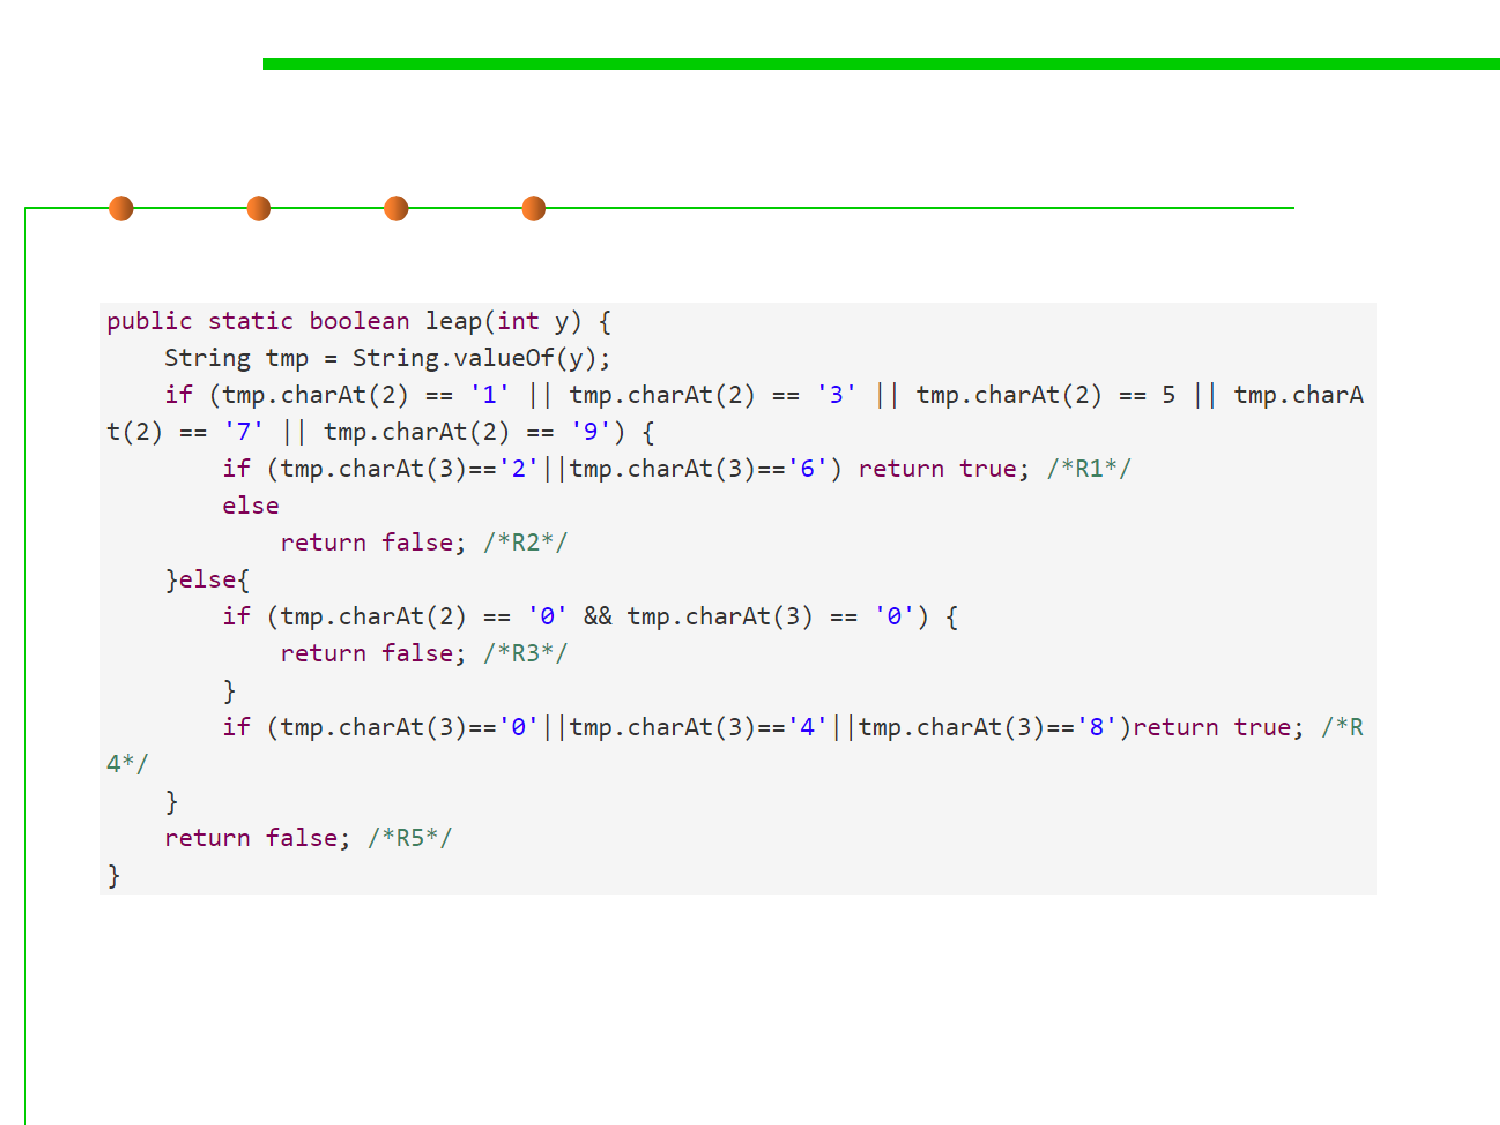 public static boolean leap(int y) {
    String tmp = String.valueOf(y);
    if (tmp.charAt(2) == '1' || tmp.charAt(2) == '3' || tmp.charAt(2) == 5 || tmp.charA
t(2) == '7' || tmp.charAt(2) == '9') {
        if (tmp.charAt(3)=='2'||tmp.charAt(3)=='6') return true; /*R1*/
        else
            return false; /*R2*/
    }else{
        if (tmp.charAt(2) == '0' && tmp.charAt(3) == '0') {
            return false; /*R3*/
        }
        if (tmp.charAt(3)=='0'||tmp.charAt(3)=='4'||tmp.charAt(3)=='8')return true; /*R
4*/
    }
    return false; /*R5*/
}